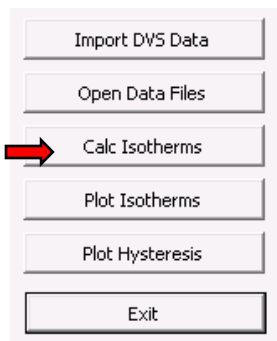 Import DVS Data
Open Data Files
Calc Isotherms
Plot Isotherms
Plot Hysteresis
Exit